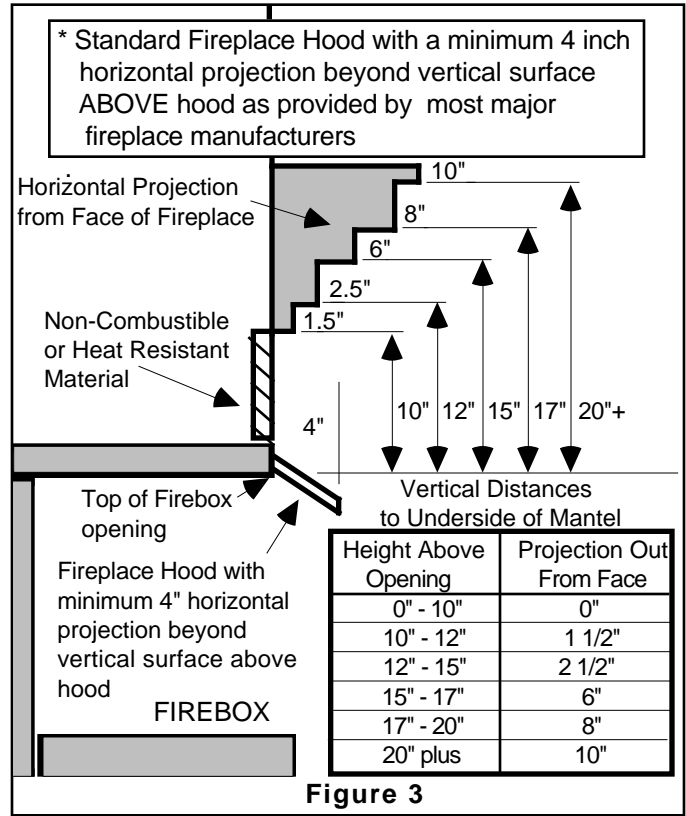 * Standard Fireplace Hood with a minimum 4 inch
horizontal projection beyond vertical surface
ABOVE hood as provided by most major
fireplace manufacturers
Horizontal Projection
from Face of Fireplace
10"
8"
6"
2.5"
1.5"
Non-Combustible
or Heat Resistant
Material
4"
10" 12" 15" 17" 20"+
Top of Firebox
opening
Vertical Distances
to Underside of Mantel
Fireplace Hood with
minimum 4" horizontal
projection beyond
vertical surface above
hood
FIREBOX
Height Above Opening | Projection Out From Face
0" - 10" 0"
10" - 12" 1 1/2"
12" - 15" 2 1/2"
15" - 17" 6"
17" - 20" 8"
20" plus 10"
Figure 3